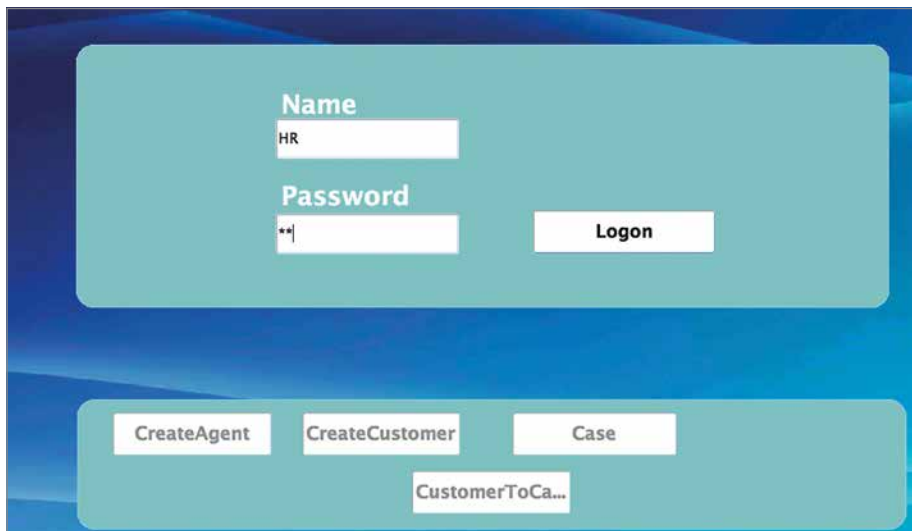 Name
HR
Password
**
Logon
CreateAgent CreateCustomer Case
CustomerToCa...